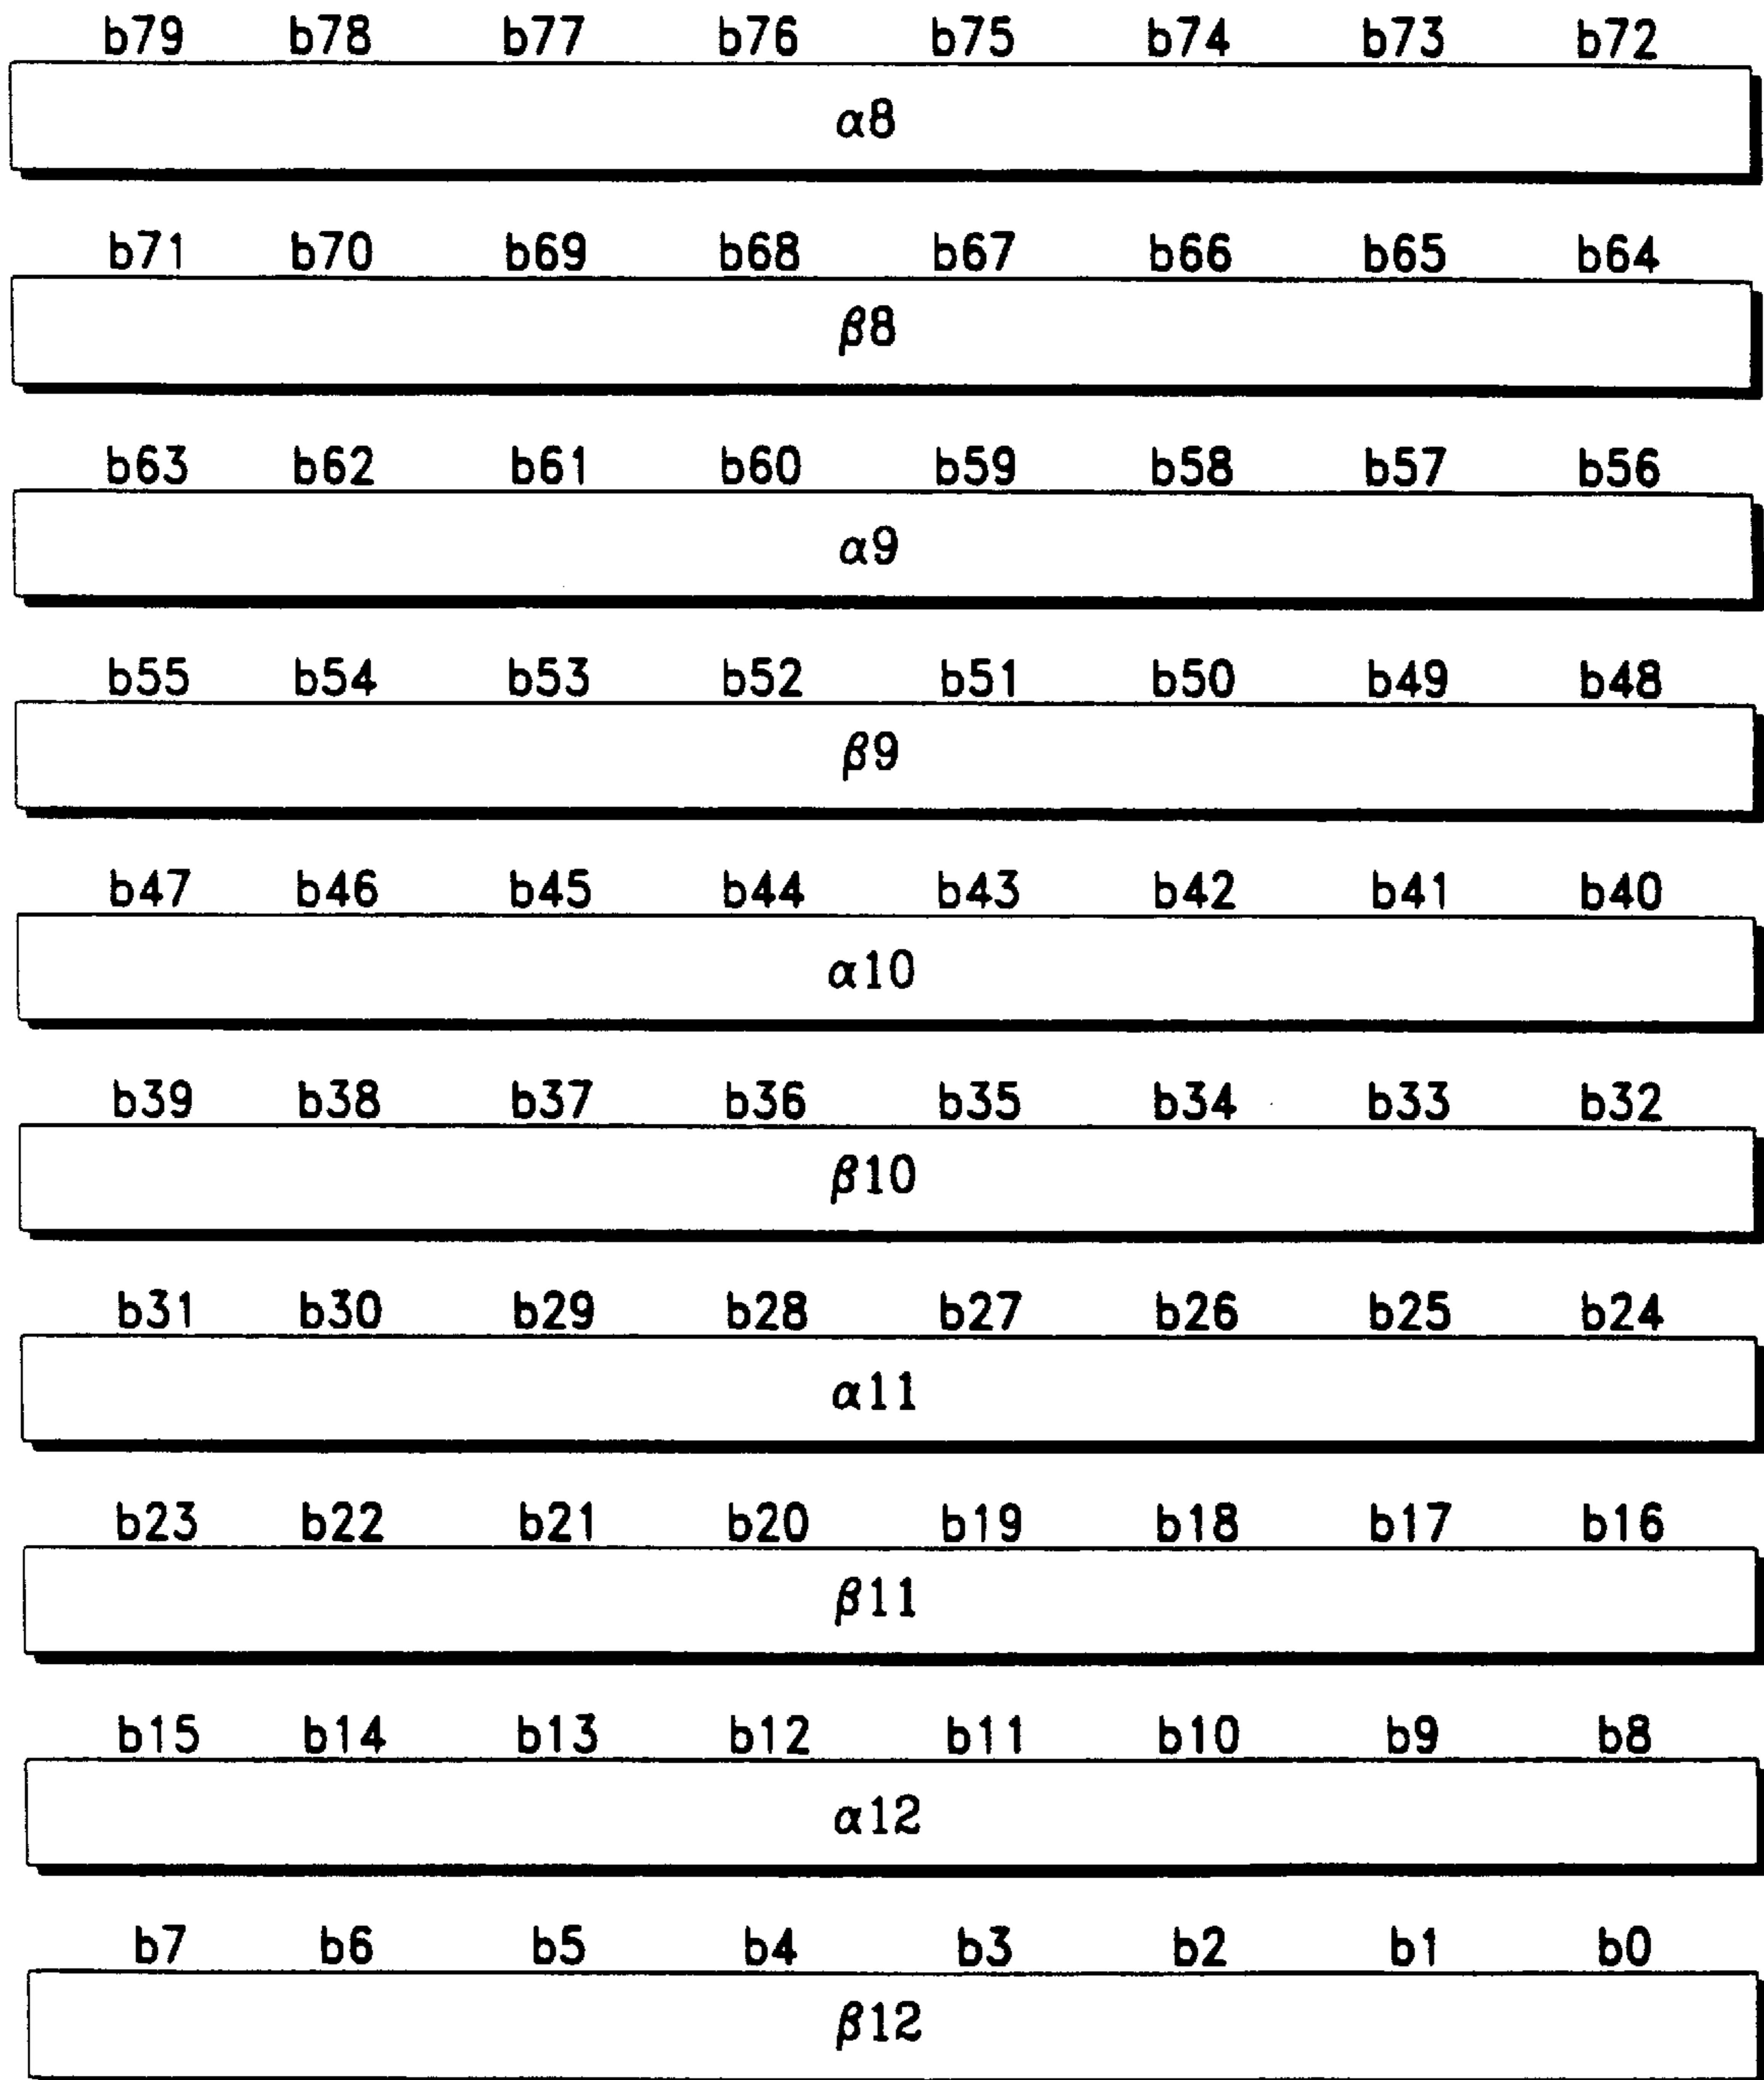 b79 b78 b77 b76 b75 b74 b73 b72
α8
b71 b70 b69 b68 b67 b66 b65 b64
β8
b63 b62 b61 b60 b59 b58 b57 b56
α9
b55 b54 b53 b52 b51 b50 b49 b48
β9
b47 b46 b45 b44 b43 b42 b41 b40
α10
b39 b38 b37 b36 b35 b34 b33 b32
β10
b31 b30 b29 b28 b27 b26 b25 b24
α11
b23 b22 b21 b20 b19 b18 b17 b16
β11
b15 b14 b13 b12 b11 b10 b9 b8
α12
b7 b6 b5 b4 b3 b2 b1 b0
β12